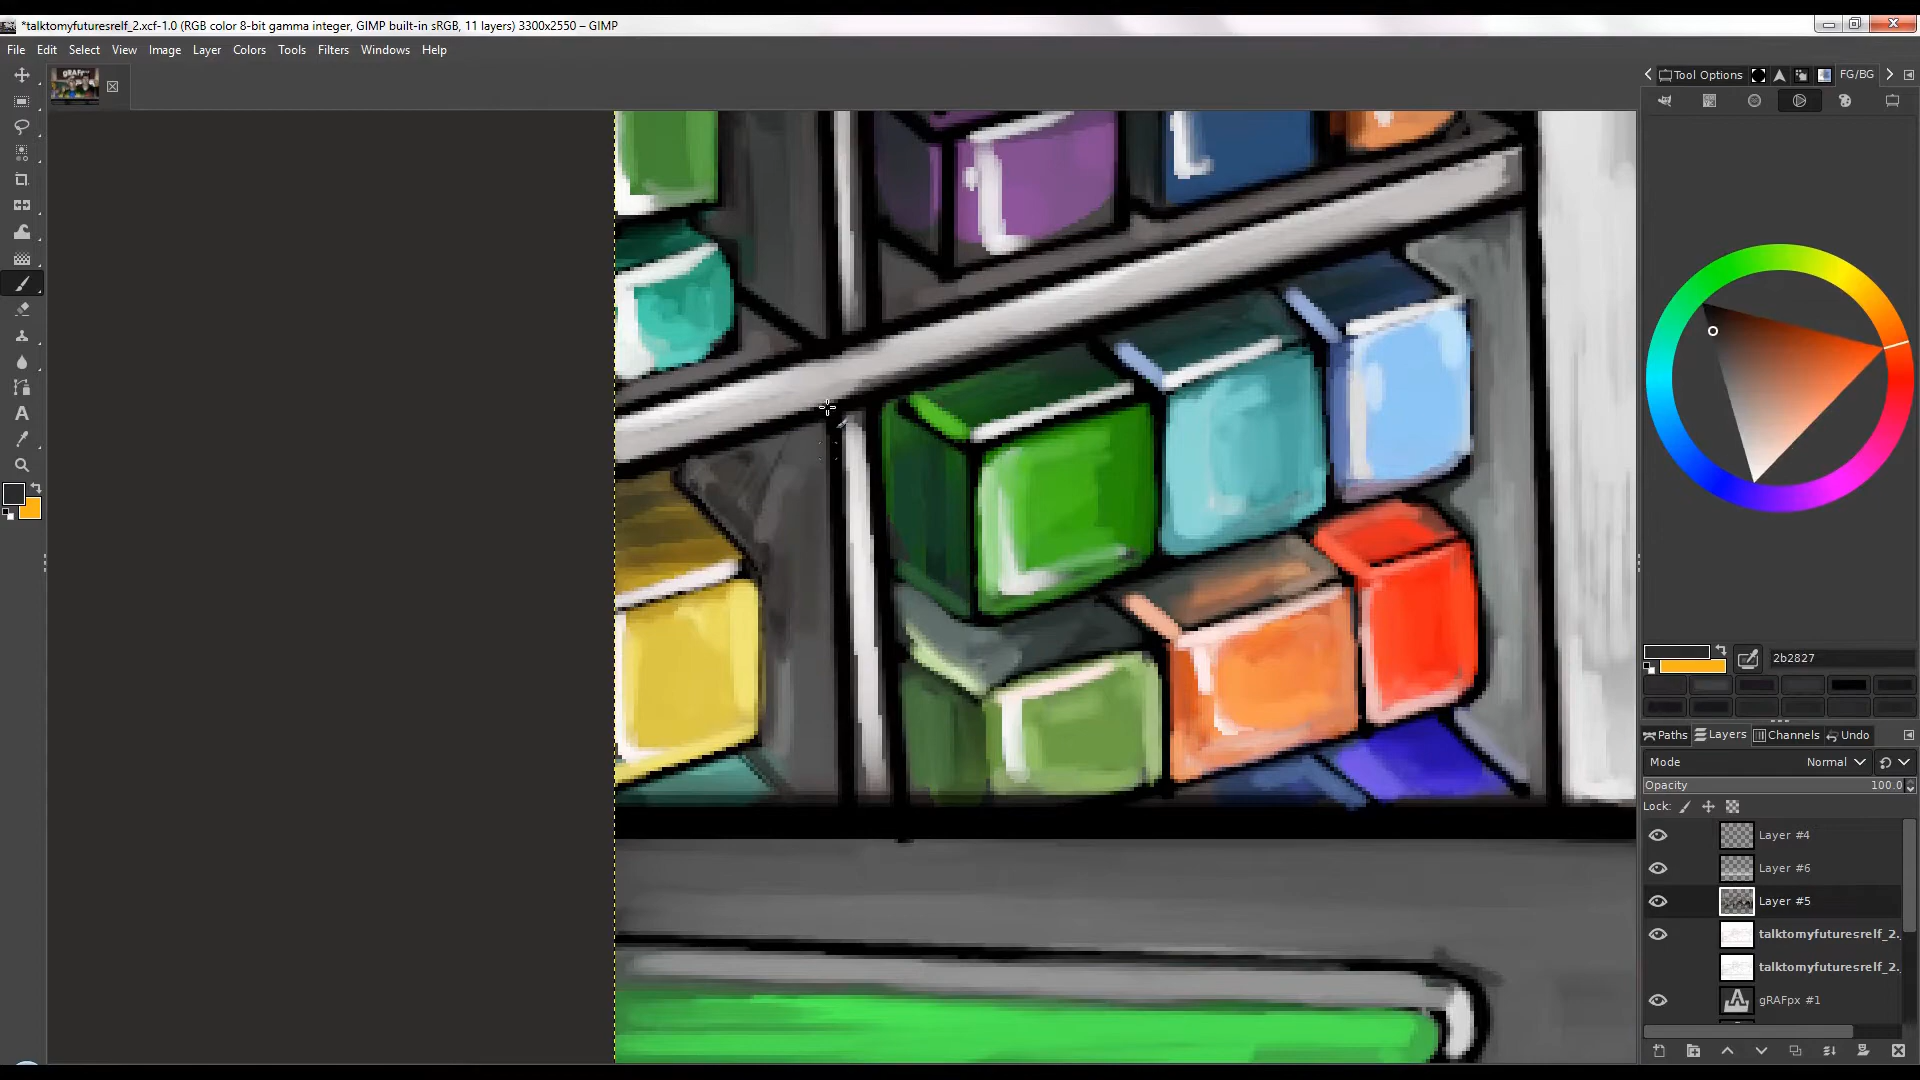 *talktomyfuturesrelf_2.xcf-1.0 (RGB color 8-bit gamma integer, GIMP built-in sRGB, 11 layers) 3300x2550 – GIMP
File Edit Select View Image Layer Colors Tools Filters Windows Help
Tool Options FG/BG
2b2827
Paths Layers Channels Undo
Mode Normal
Opacity 100.0
Lock:
Layer #4
Layer #6
Layer #5
talktomyfuturesrelf_2.
talktomyfuturesrelf_2.
gRAFpx #1